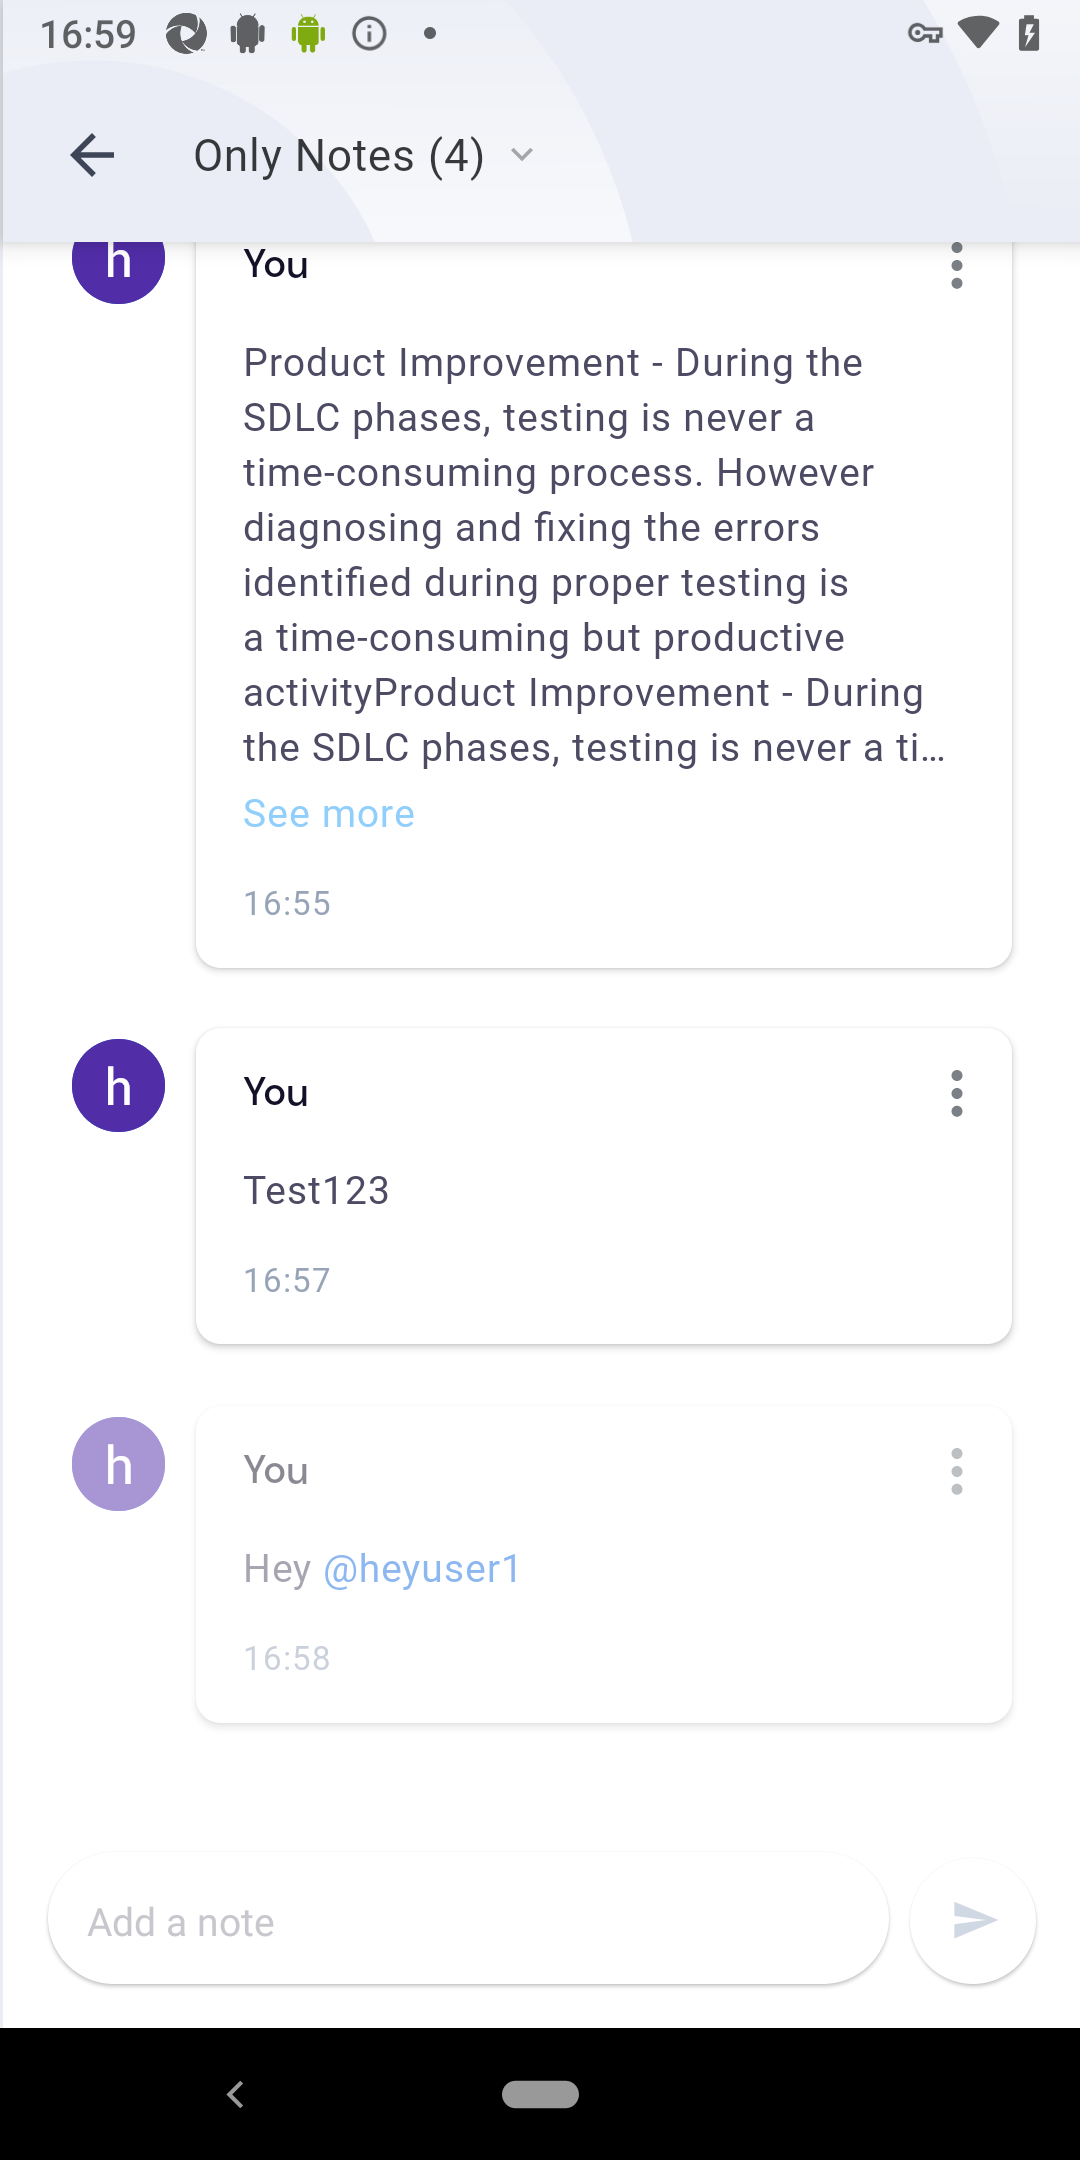 16:59
Only Notes (4)
h
You
Product Improvement - During the
SDLC phases, testing is never a
time-consuming process. However
diagnosing and fixing the errors
identified during proper testing is
a time-consuming but productive
activityProduct Improvement - During
the SDLC phases, testing is never a ti...
See more
16:55
h
You
Test123
16:57
h
You
Hey @heyuser1
16:58
Add a note